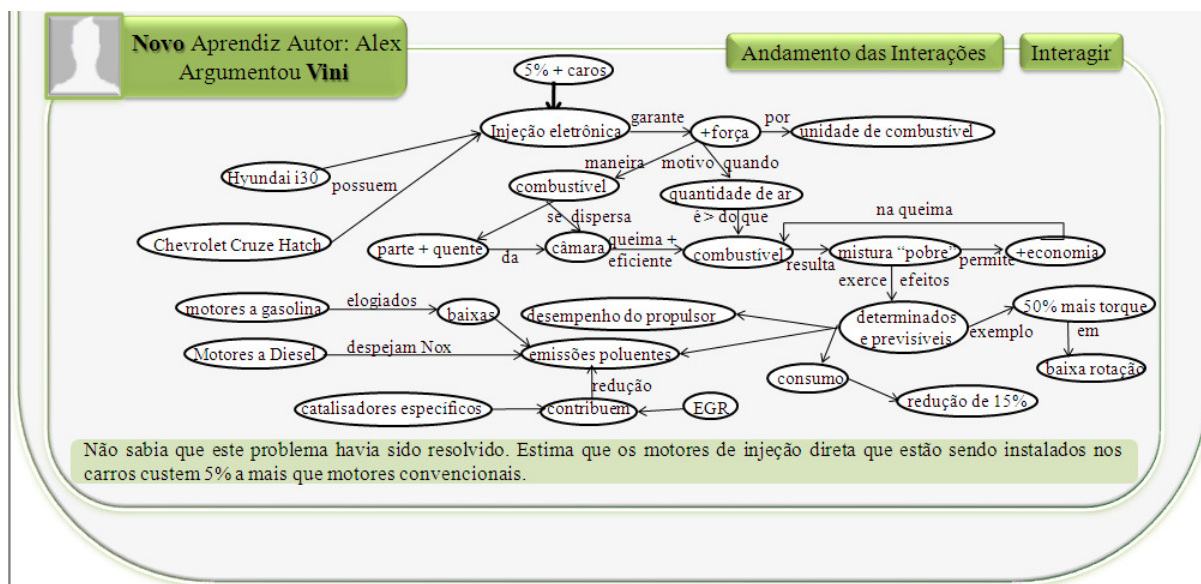 Novo Aprendiz Autor: Alex
Argumentou Vini
Andamento das Interações
Interagir
5% + caros
Injeção eletrônica
garante
+força
por
unidade de combustível
Hyundai i30
possuem
Chevrolet Cruze Hatch
maneira
motivo
quando
combustível
quantidade de ar
se dispersa
é > do que
na queima
parte + quente
da
câmara
queima +
eficiente
combustível
resulta
mistura “pobre”
permite
+economia
exerce
efeitos
motores a gasolina
elogiados
baixas
desempenho do propulsor
determinados
e previsíveis
exemplo
50% mais torque
em
baixa rotação
Motores a Diesel
despejam Nox
emissões poluentes
consumo
redução de 15%
redução
catalisadores específicos
contribuem
EGR
Não sabia que este problema havia sido resolvido. Estima que os motores de injeção direta que estão sendo instalados nos
carros custem 5% a mais que motores convencionais.